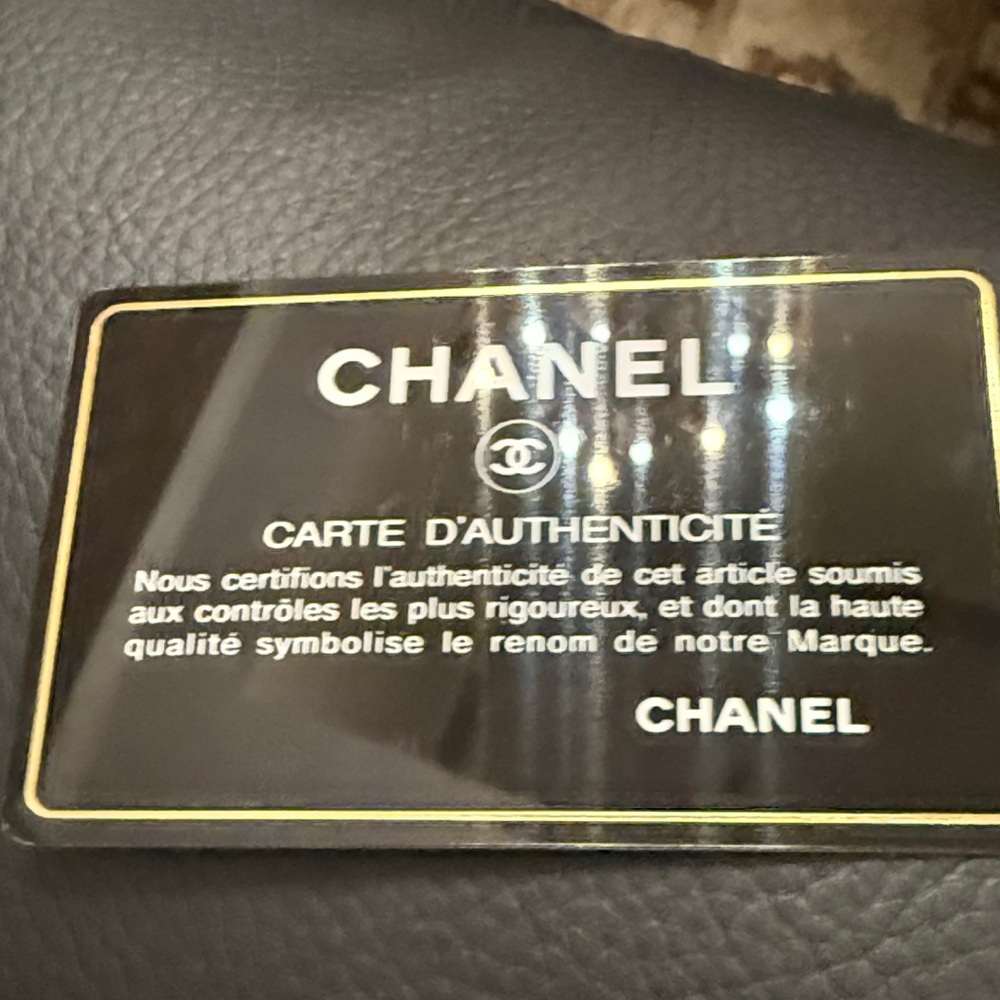 CHANEL
CARTE D'AUTHENTICITÉ
Nous certifions l'authenticité de cet article soumis
aux contrôles les plus rigoureux, et dont la haute
qualité symbolise le renom de notre Marque.
CHANEL